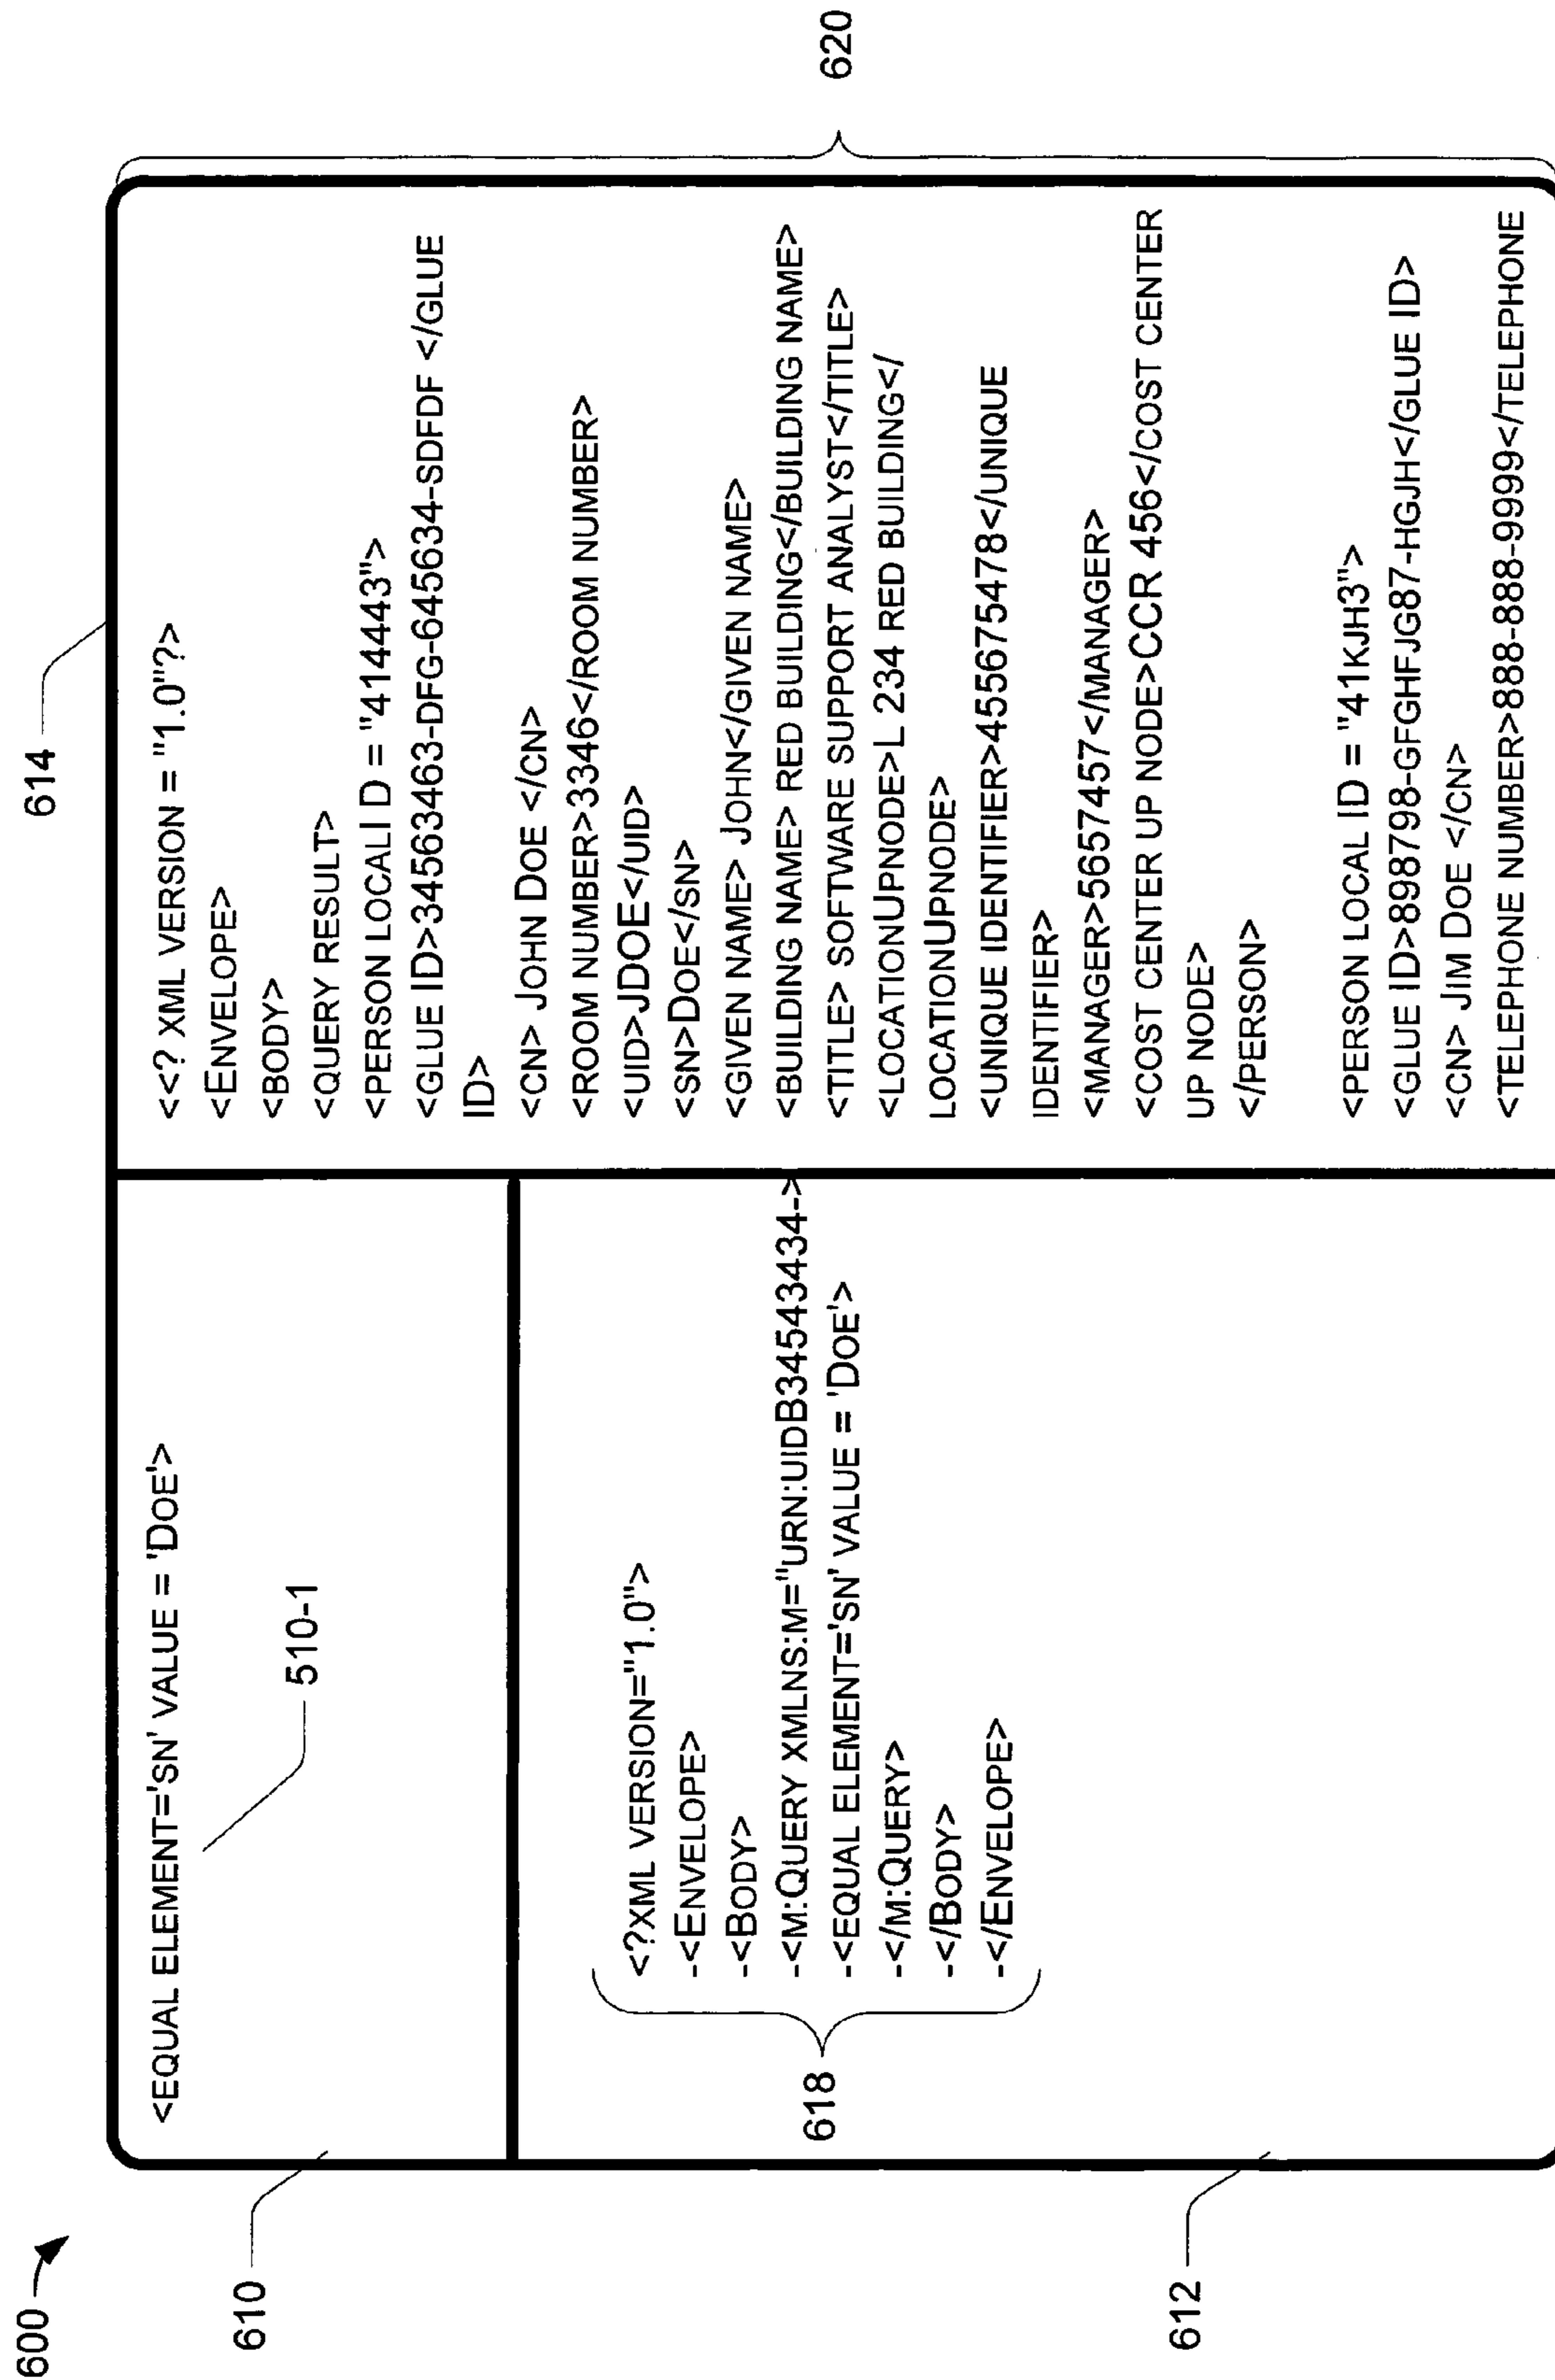 600
610
<EQUAL ELEMENT='SN' VALUE = 'DOE'>
510-1
612
618
<?XML VERSION="1.0">
-<ENVELOPE>
-<BODY>
-<M:QUERY XMLNS:M="URN:UIDB34543434->
-<EQUAL ELEMENT='SN' VALUE = 'DOE'>
-</M:QUERY>
-</BODY>
-</ENVELOPE>
614
<<? XML VERSION = "1.0"?>
<ENVELOPE>
<BODY>
<QUERY RESULT>
<PERSON LOCALI D = "414443">
<GLUE ID>34563463-DFG-645634-SDFDF </GLUE
ID>
<CN> JOHN DOE </CN>
<ROOM NUMBER>3346</ROOM NUMBER>
<UID>JDOE</UID>
<SN>DOE</SN>
<GIVEN NAME> JOHN</GIVEN NAME>
<BUILDING NAME> RED BUILDING</BUILDING NAME>
<TITLE> SOFTWARE SUPPORT ANALYST</TITLE>
<LOCATIONUPNODE>L 234 RED BUILDING</
LOCATIONUPNODE>
<UNIQUE IDENTIFIER>455675478</UNIQUE
IDENTIFIER>
<MANAGER>5657457</MANAGER>
<COST CENTER UP NODE>CCR 456</COST CENTER
UP NODE>
</PERSON>
<PERSON LOCAL ID = "41KJH3">
<GLUE ID>898798-GFGHFJG87-HGJH</GLUE ID>
<CN> JIM DOE </CN>
<TELEPHONE NUMBER>888-888-9999</TELEPHONE
620